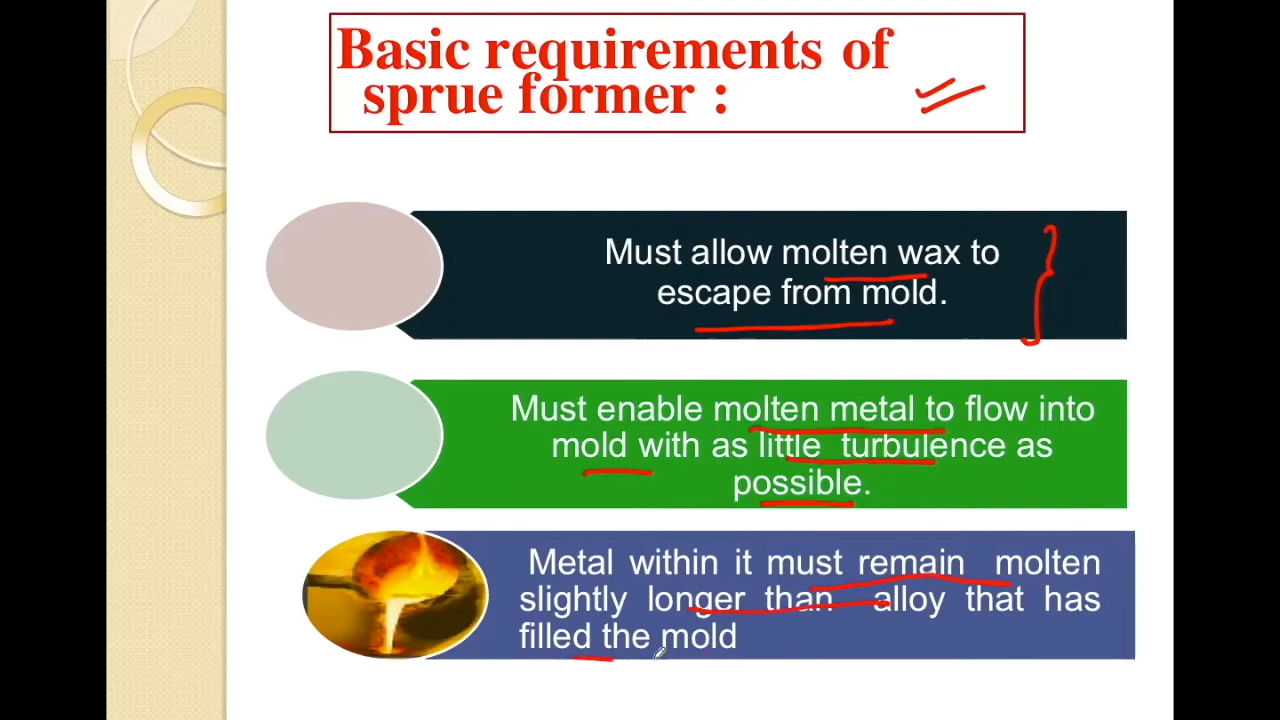 Basic requirements of
sprue former :
Must allow molten wax to
escape from mold.
Must enable molten metal to flow into
mold with as little turbulence as
possible.
Metal within it must remain molten
slightly longer than alloy that has
filled the mold